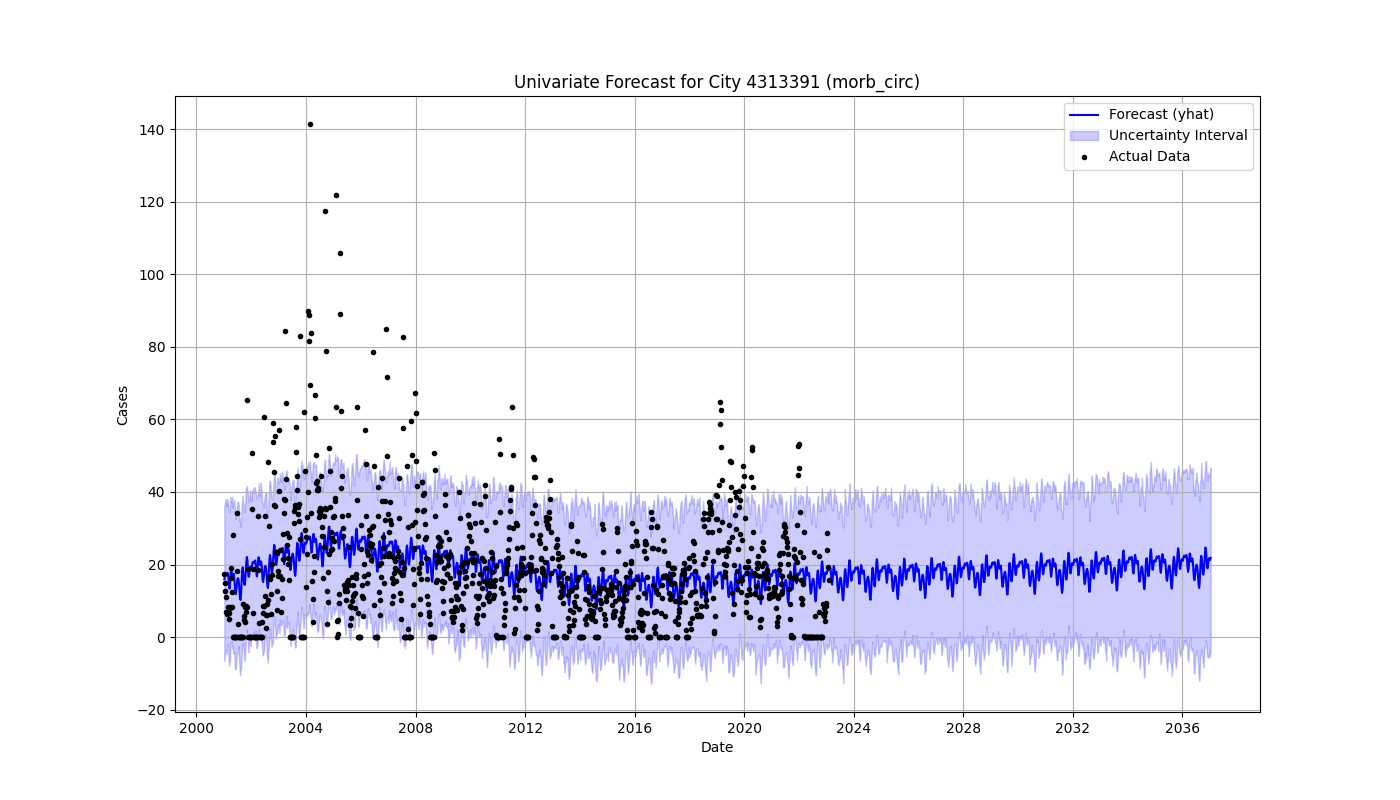 Univariate Forecast for City 4313391 (morb_circ)
Forecast (yhat)
Uncertainty Interval
Actual Data
Cases
140
120
100
80
60
40
20
0
−20
2000 2004 2008 2012 2016 2020 2024 2028 2032 2036
Date